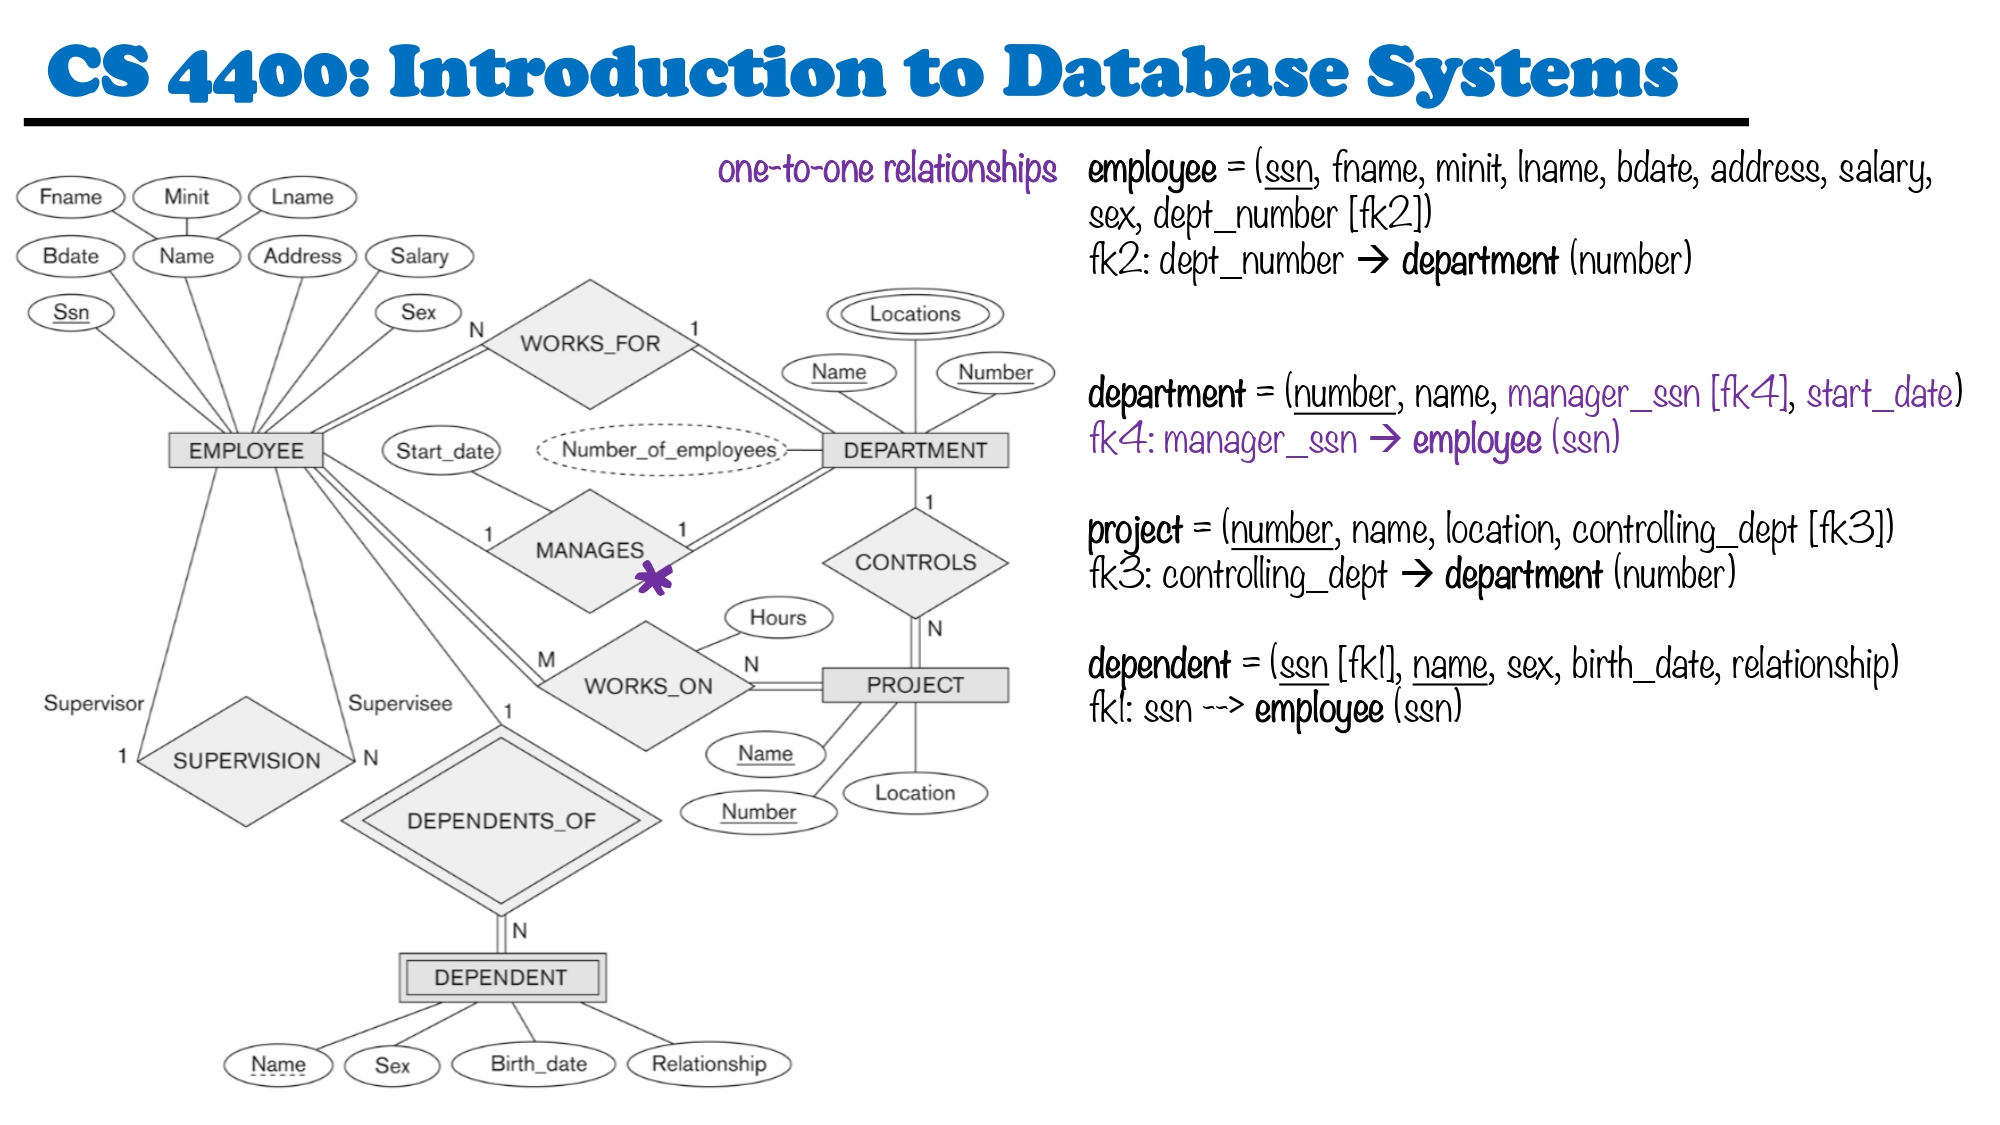 CS 4400: Introduction to Database Systems
one-to-one relationships
employee = (ssn, fname, minit, lname, bdate, address, salary,
sex, dept_number [fk2])
fk2: dept_number → department (number)
department = (number, name, manager_ssn [fk4], start_date)
fk4: manager_ssn → employee (ssn)
project = (number, name, location, controlling_dept [fk3])
fk3: controlling_dept → department (number)
dependent = (ssn [fk1], name, sex, birth_date, relationship)
fk1: ssn --> employee (ssn)
Fname
Minit
Lname
Bdate
Name
Address
Salary
Ssn
Sex
N
WORKS_FOR
1
Locations
Name
Number
EMPLOYEE
Start_date
Number_of_employees
DEPARTMENT
1
MANAGES
1
1
CONTROLS
N
Hours
M
WORKS_ON
N
PROJECT
Supervisor
Supervisee
1
SUPERVISION
N
1
Name
Number
Location
DEPENDENTS_OF
N
DEPENDENT
Name
Sex
Birth_date
Relationship